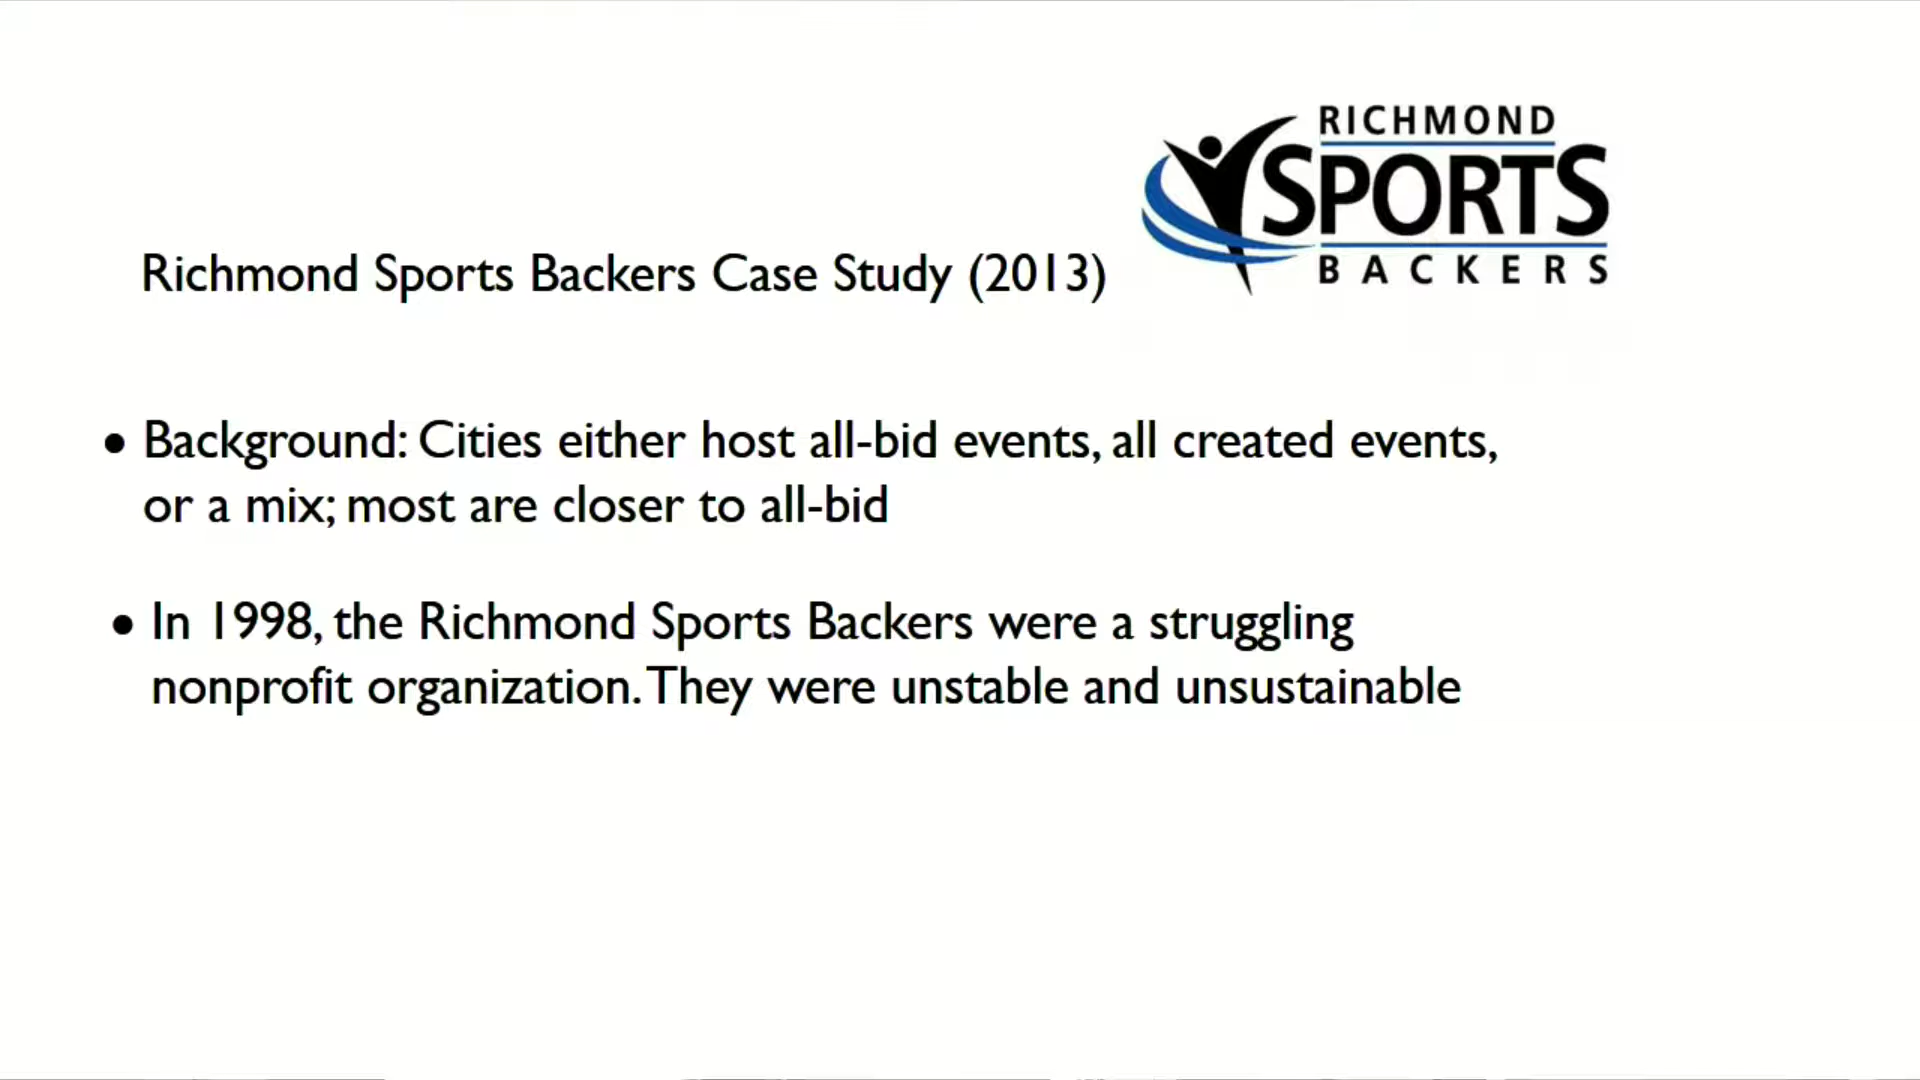 RICHMOND
SPORTS
BACKERS
Richmond Sports Backers Case Study (2013)
• Background: Cities either host all-bid events, all created events,
or a mix; most are closer to all-bid
• In 1998, the Richmond Sports Backers were a struggling
nonprofit organization. They were unstable and unsustainable